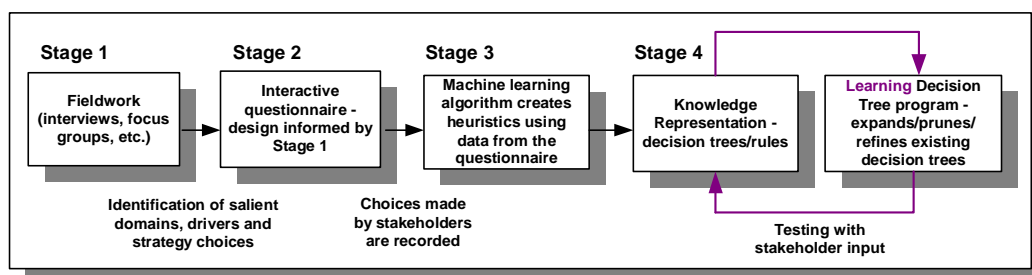 Stage 1
Fieldwork
(interviews, focus
groups, etc.)
Identification of salient
domains, drivers and
strategy choices
Stage 2
Interactive
questionnaire -
design informed by
Stage 1
Choices made
by stakeholders
are recorded
Stage 3
Machine learning
algorithm creates
heuristics using
data from the
questionnaire
Stage 4
Knowledge
Representation -
decision trees/rules
Learning Decision
Tree program -
expands/prunes/
refines existing
decision trees
Testing with
stakeholder input